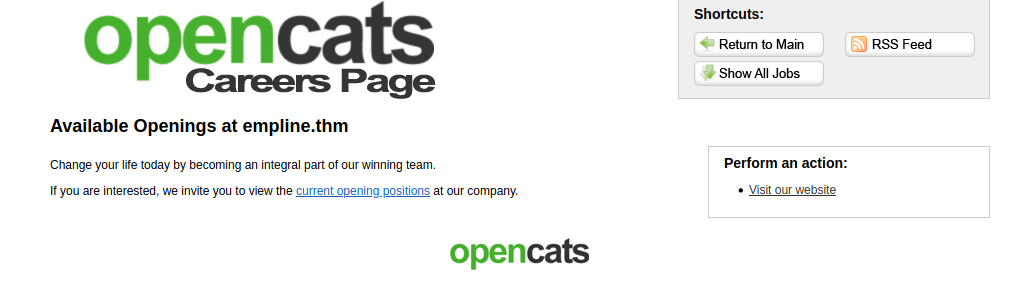 opencats
Careers Page
Shortcuts:
Return to Main
RSS Feed
Show All Jobs
Available Openings at empline.thm
Change your life today by becoming an integral part of our winning team.
If you are interested, we invite you to view the current opening positions at our company.
Perform an action:
Visit our website
opencats